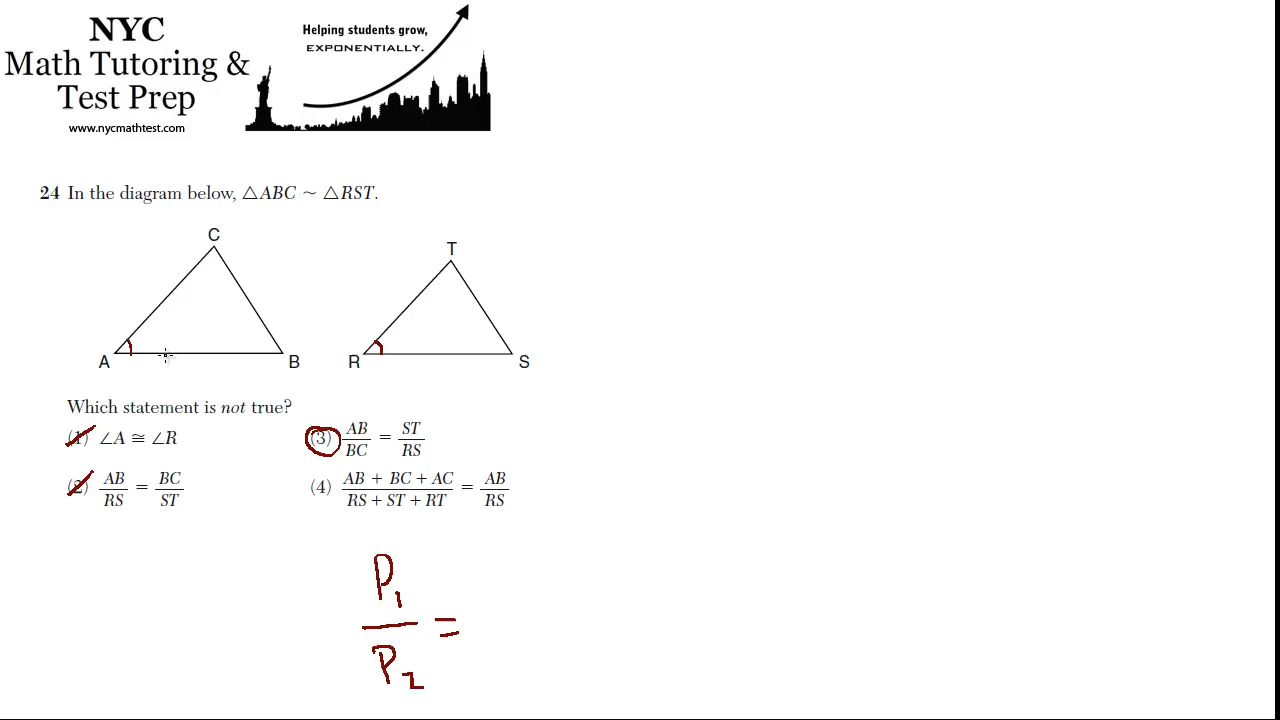 NYC
Math Tutoring &
Test Prep
www.nycmathtest.com
Helping students grow,
EXPONENTIALLY.
24 In the diagram below, △ABC ~ △RST.
C
A
B
T
R
S
Which statement is not true?
(1) ∠A ≅ ∠R
(2) AB/RS = BC/ST
(3) AB/BC = ST/RS
(4) (AB + BC + AC)/(RS + ST + RT) = AB/RS
P₁/P₂ =